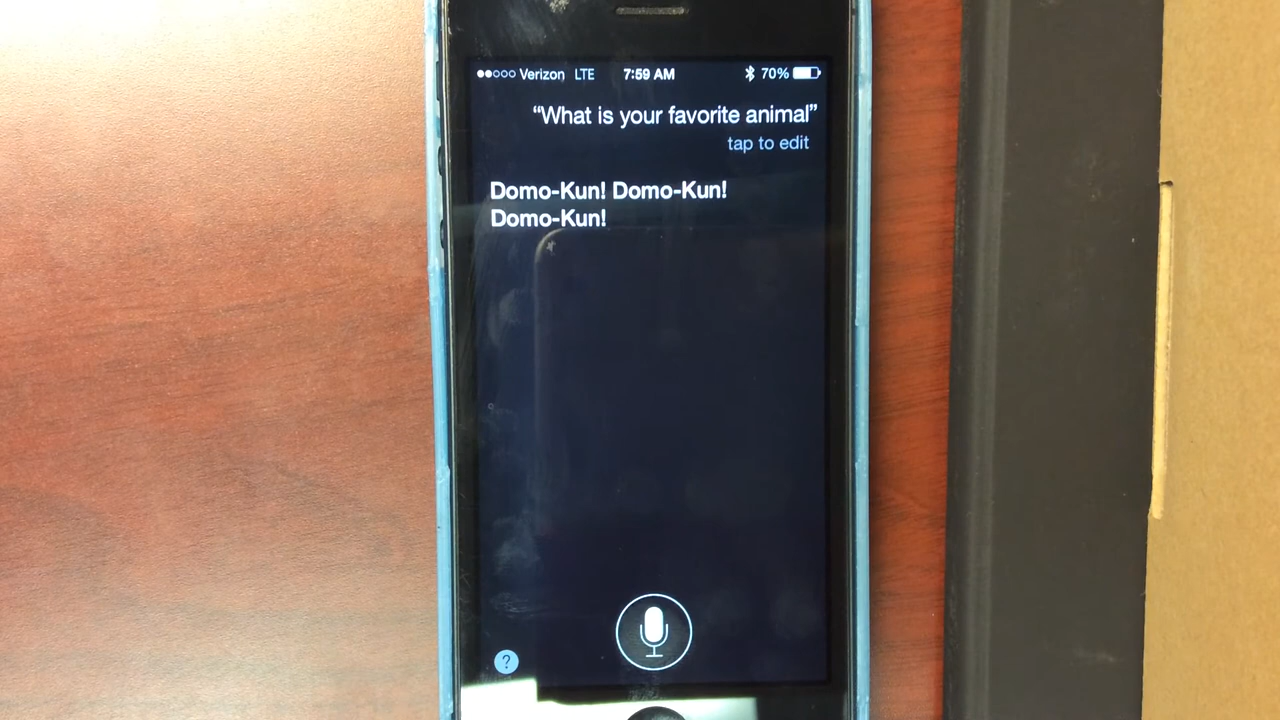 Verizon LTE 7:59 AM 70%
“What is your favorite animal”
tap to edit
Domo-Kun! Domo-Kun!
Domo-Kun!
?